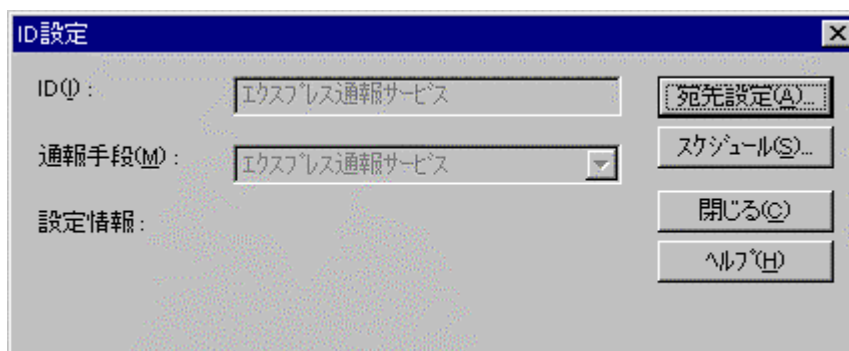 ID設定
ID(I) :
ｴｸｽﾌﾟﾚｽ通報ｻｰﾋﾞｽ
宛先設定(A)...
通報手段(M) :
ｴｸｽﾌﾟﾚｽ通報ｻｰﾋﾞｽ
ｽｹｼﾞｭｰﾙ(S)...
設定情報 :
閉じる(C)
ﾍﾙﾌﾟ(H)